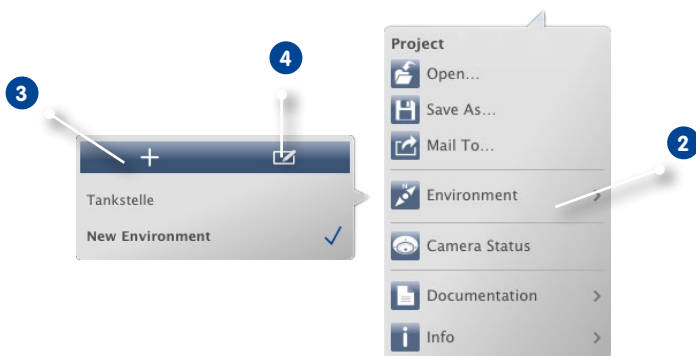 3
4
Tankstelle
New Environment
Project
Open...
Save As...
Mail To...
2
Environment
Camera Status
Documentation
Info